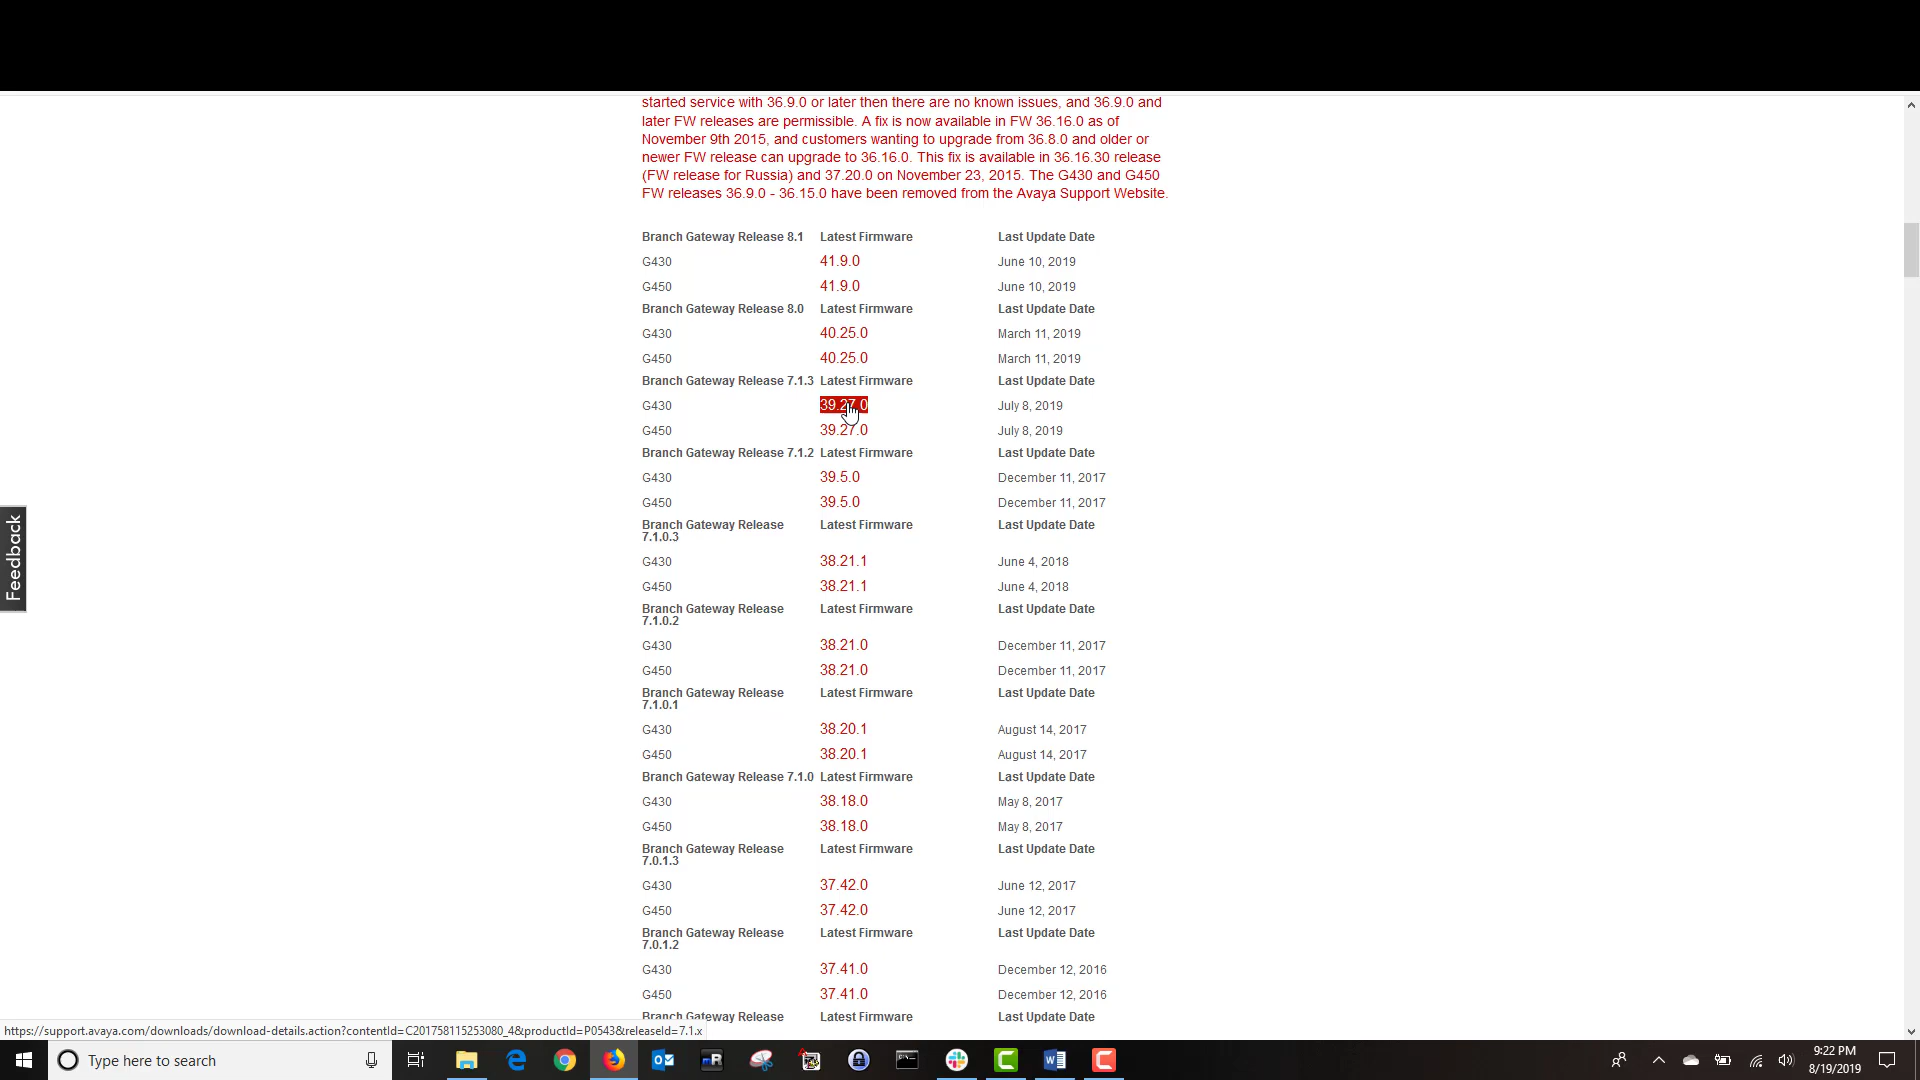 started service with 36.9.0 or later then there are no known issues, and 36.9.0 and
later FW releases are permissible. A fix is now available in FW 36.16.0 as of
November 9th 2015, and customers wanting to upgrade from 36.8.0 and older or
newer FW release can upgrade to 36.16.0. This fix is available in 36.16.30 release
(FW release for Russia) and 37.20.0 on November 23, 2015. The G430 and G450
FW releases 36.9.0 - 36.15.0 have been removed from the Avaya Support Website.
Branch Gateway Release 8.1 Latest Firmware Last Update Date
G430 41.9.0 June 10, 2019
G450 41.9.0 June 10, 2019
Branch Gateway Release 8.0 Latest Firmware Last Update Date
G430 40.25.0 March 11, 2019
G450 40.25.0 March 11, 2019
Branch Gateway Release 7.1.3 Latest Firmware Last Update Date
G430 39.27.0 July 8, 2019
G450 39.27.0 July 8, 2019
Branch Gateway Release 7.1.2 Latest Firmware Last Update Date
G430 39.5.0 December 11, 2017
G450 39.5.0 December 11, 2017
Branch Gateway Release Latest Firmware Last Update Date
7.1.0.3
G430 38.21.1 June 4, 2018
G450 38.21.1 June 4, 2018
Branch Gateway Release Latest Firmware Last Update Date
7.1.0.2
G430 38.21.0 December 11, 2017
G450 38.21.0 December 11, 2017
Branch Gateway Release Latest Firmware Last Update Date
7.1.0.1
G430 38.20.1 August 14, 2017
G450 38.20.1 August 14, 2017
Branch Gateway Release 7.1.0 Latest Firmware Last Update Date
G430 38.18.0 May 8, 2017
G450 38.18.0 May 8, 2017
Branch Gateway Release Latest Firmware Last Update Date
7.0.1.3
G430 37.42.0 June 12, 2017
G450 37.42.0 June 12, 2017
Branch Gateway Release Latest Firmware Last Update Date
7.0.1.2
G430 37.41.0 December 12, 2016
G450 37.41.0 December 12, 2016
Branch Gateway Release Latest Firmware Last Update Date
Feedback
https://support.avaya.com/downloads/download-details.action?contentId=C201758115253080_4&productId=P0543&releaseId=7.1.x
Type here to search
9:22 PM
8/19/2019